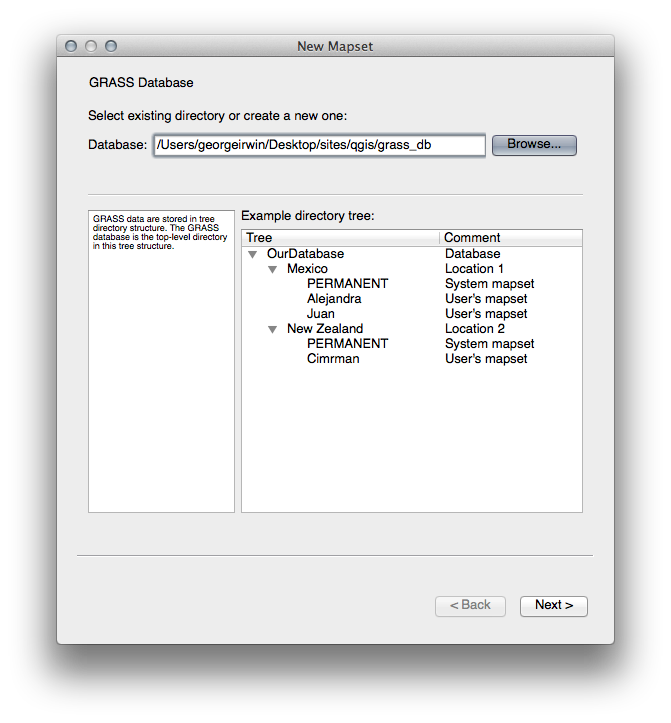 New Mapset
GRASS Database
Select existing directory or create a new one:
Database: /Users/georgeirwin/Desktop/sites/qgis/grass_db Browse...
GRASS data are stored in tree
directory structure. The GRASS
database is the top-level directory
in this tree structure.
Example directory tree:
Tree Comment
OurDatabase Database
Mexico Location 1
PERMANENT System mapset
Alejandra User's mapset
Juan User's mapset
New Zealand Location 2
PERMANENT System mapset
Cimrman User's mapset
< Back Next >